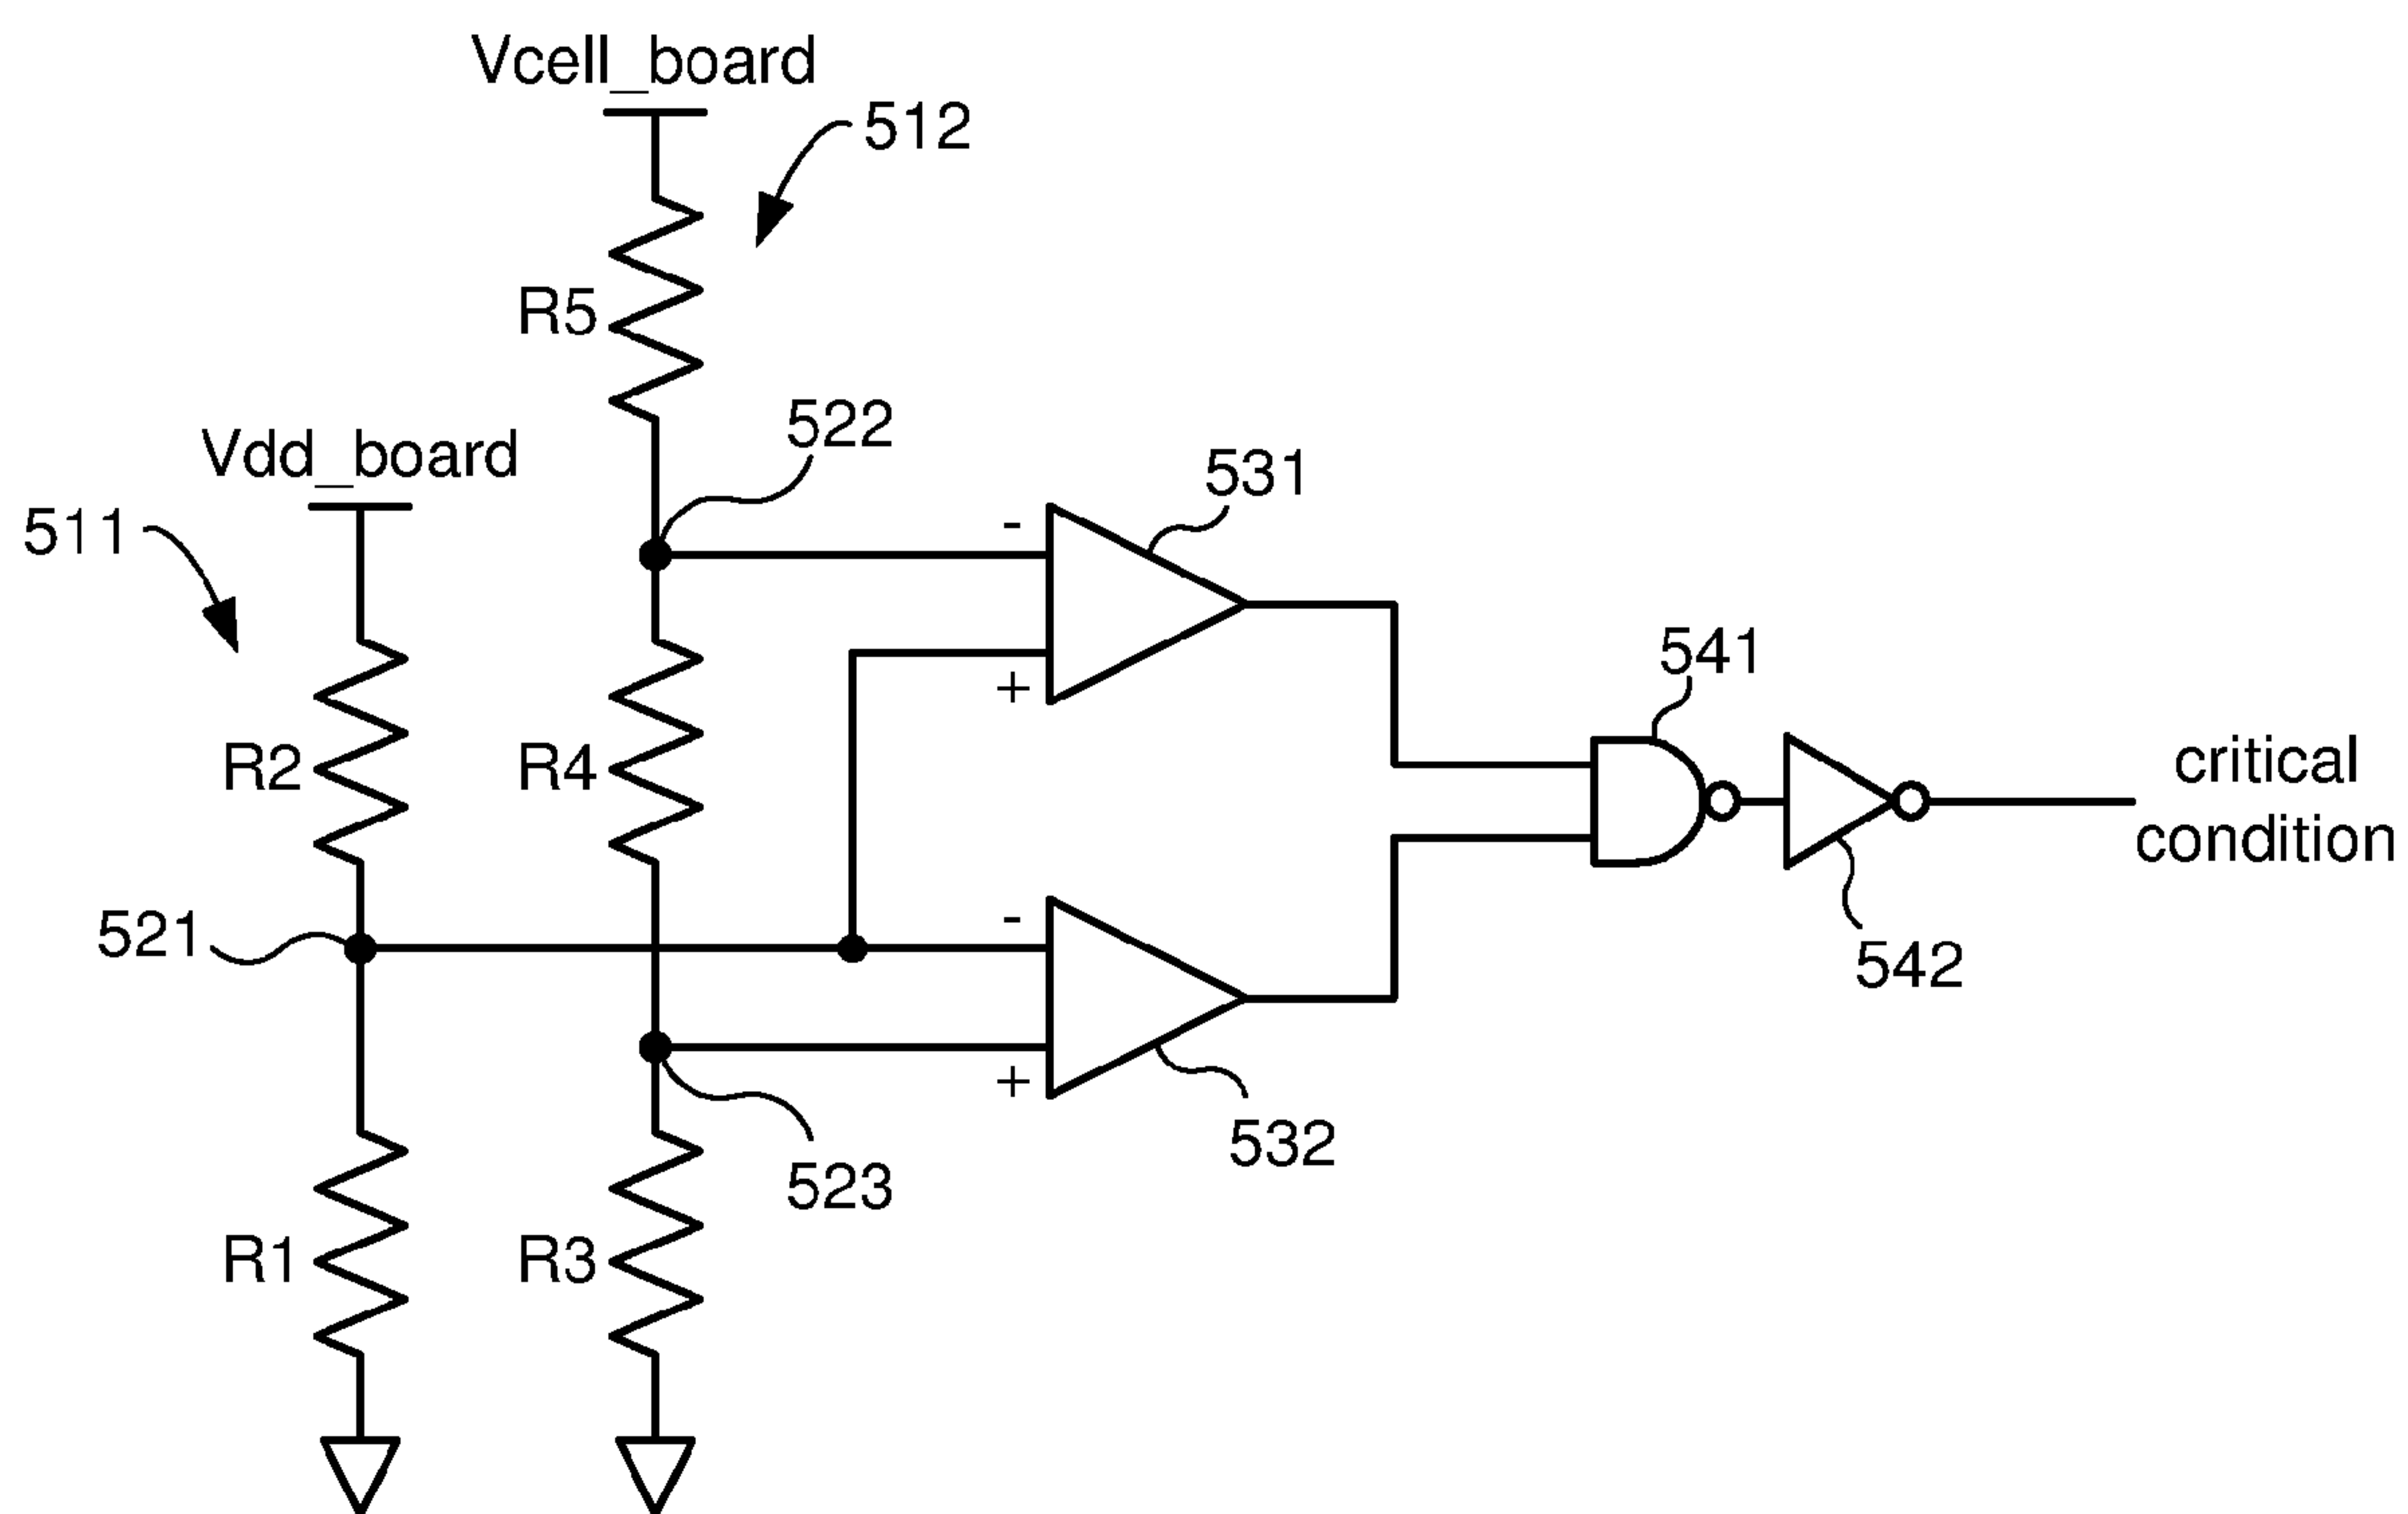 Vcell_board
512
R5
522
Vdd_board
531
511
541
R2
R4
critical
condition
-
+
521
-
542
+
532
523
R1
R3